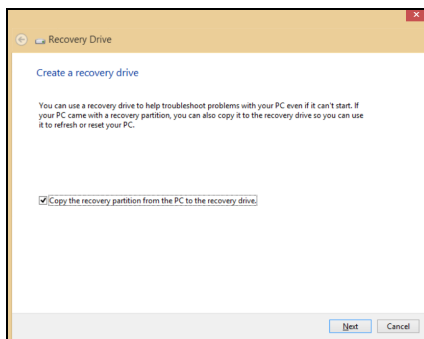 Recovery Drive
Create a recovery drive
You can use a recovery drive to help troubleshoot problems with your PC even if it can't start. If
your PC came with a recovery partition, you can also copy it to the recovery drive so you can use
it to refresh or reset your PC.
Copy the recovery partition from the PC to the recovery drive.
Next Cancel